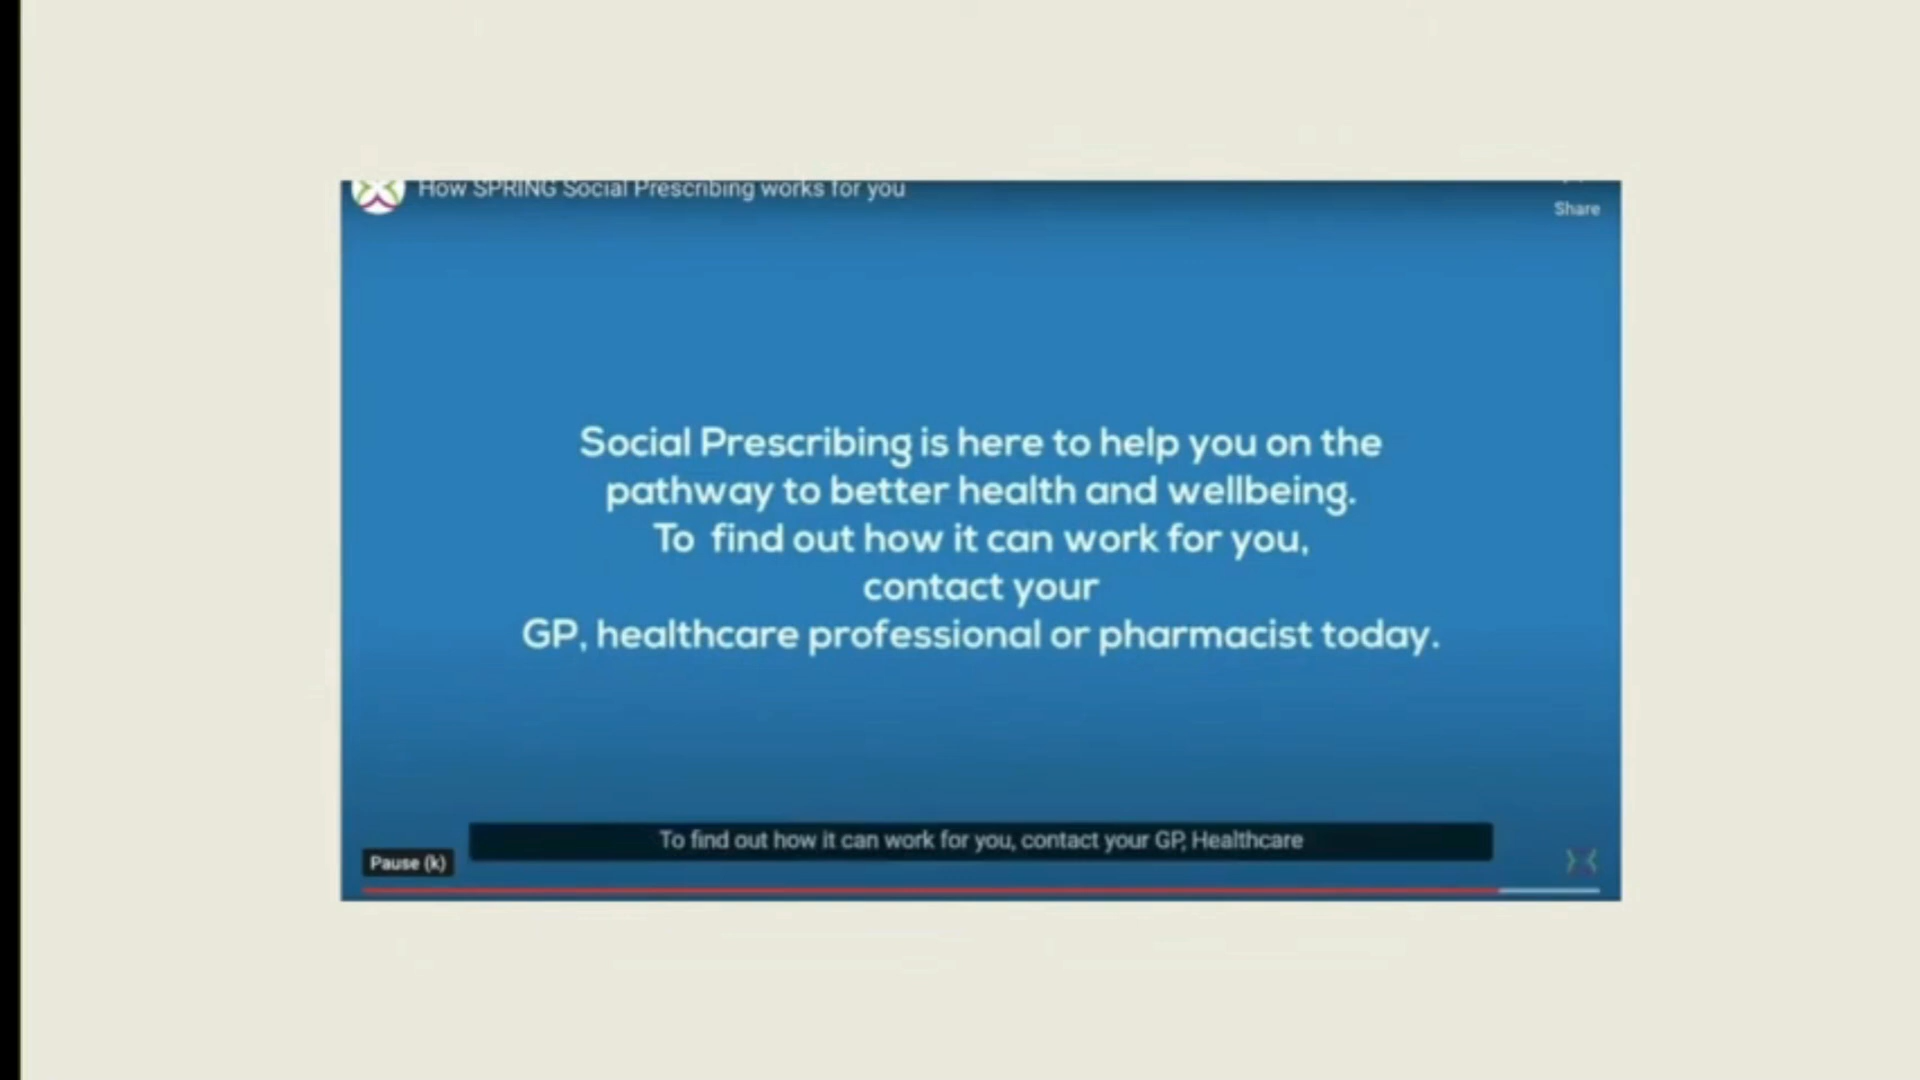 How SPRING Social Prescribing works for you
Share
Social Prescribing is here to help you on the
pathway to better health and wellbeing.
To find out how it can work for you,
contact your
GP, healthcare professional or pharmacist today.
To find out how it can work for you, contact your GP, Healthcare
Pause (k)